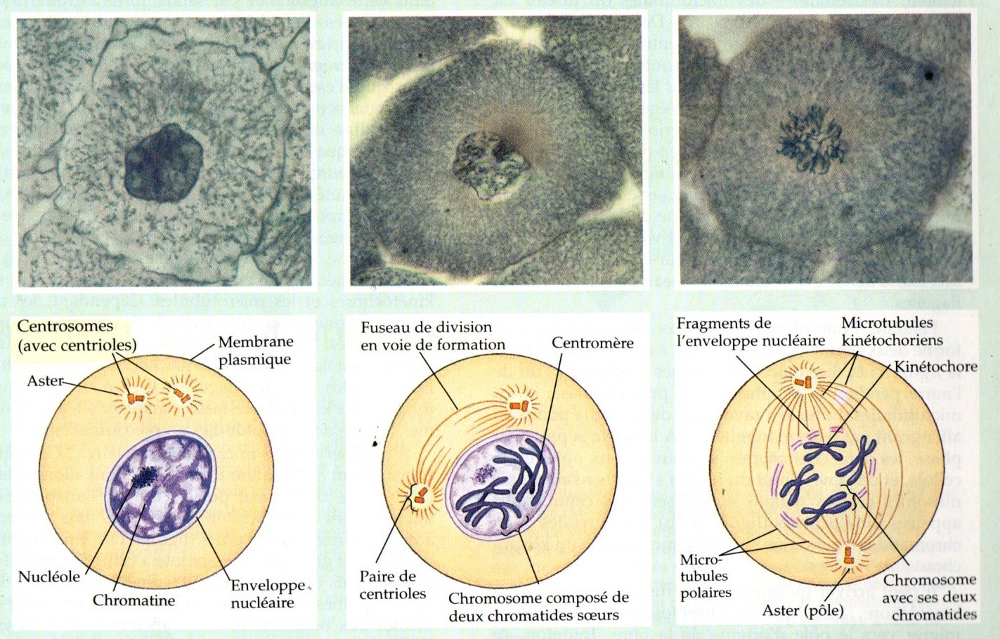 Centrosomes
(avec centrioles)
Membrane
plasmique
Aster
Nucléole
Chromatine
Enveloppe
nucléaire
Fuseau de division
en voie de formation
Centromère
Paire de
centrioles
Chromosome composé de
deux chromatides sœurs
Fragments de
l'enveloppe nucléaire
Microtubules
kinétochoriens
Kinétochore
Micro-
tubules
polaires
Aster (pôle)
Chromosome
avec ses deux
chromatides